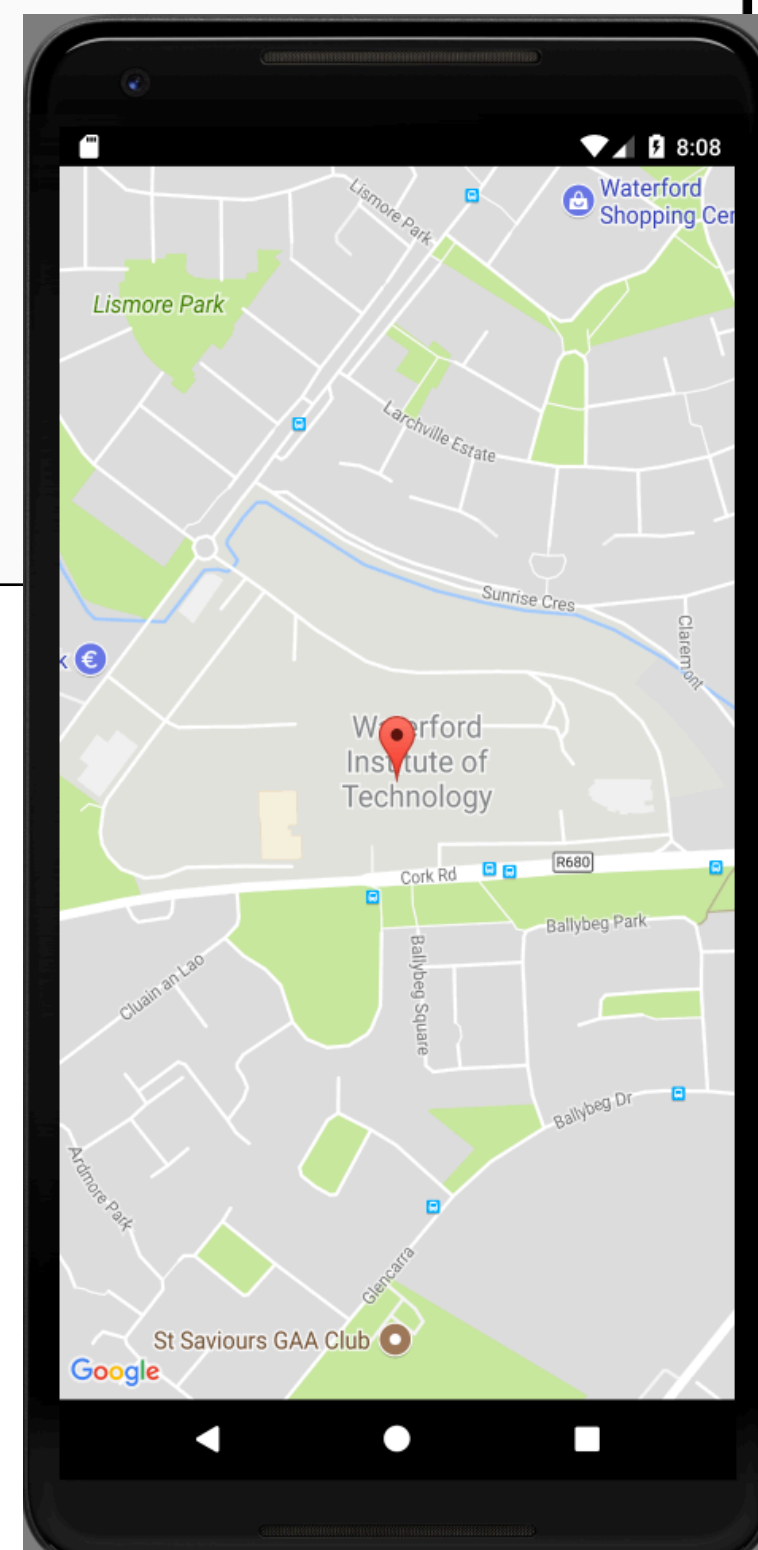 8:08
Waterford
Shopping Cer
Lismore Park
Lismore Park
Larchville Estate
Sunrise Cres
Claremont
k €
Waterford
Institute of
Technology
Cork Rd
R680
Ballybeg Park
Ballybeg Square
Cluain an Lao
Ballybeg Dr
Ardmore Park
Glencarra
St Saviours GAA Club
Google